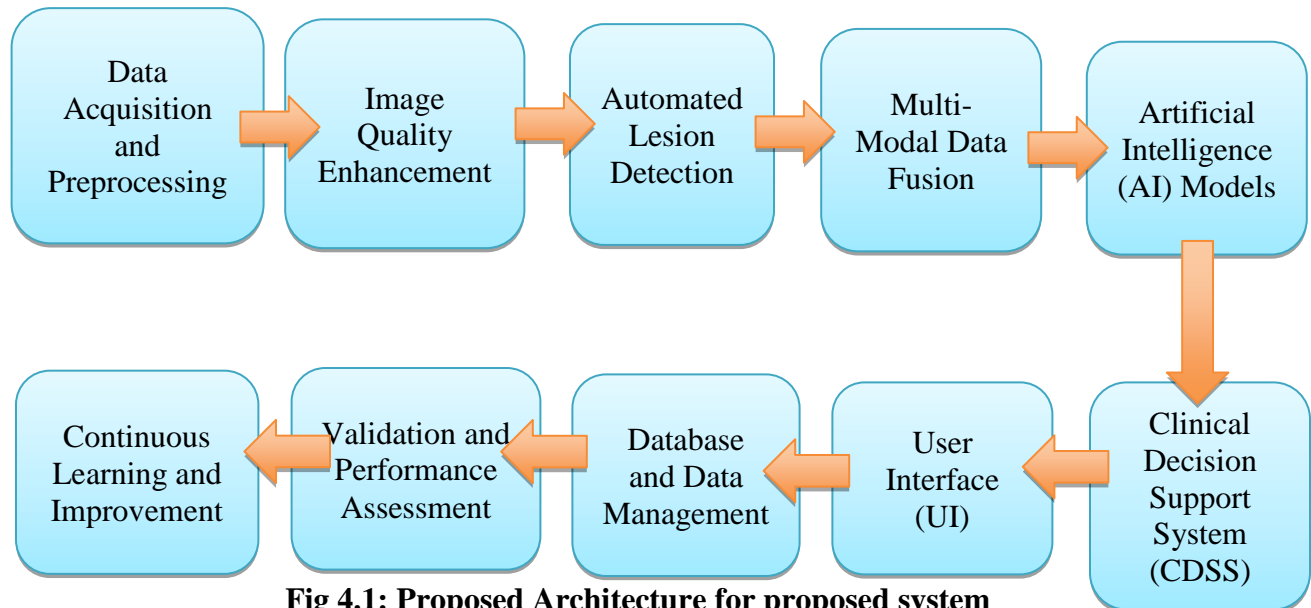 Data
Acquisition
and
Preprocessing
Image
Quality
Enhancement
Automated
Lesion
Detection
Multi-
Modal Data
Fusion
Artificial
Intelligence
(AI) Models
Clinical
Decision
Support
System
(CDSS)
User
Interface
(UI)
Database
and Data
Management
Validation and
Performance
Assessment
Continuous
Learning and
Improvement
Fig 4.1: Proposed Architecture for proposed system